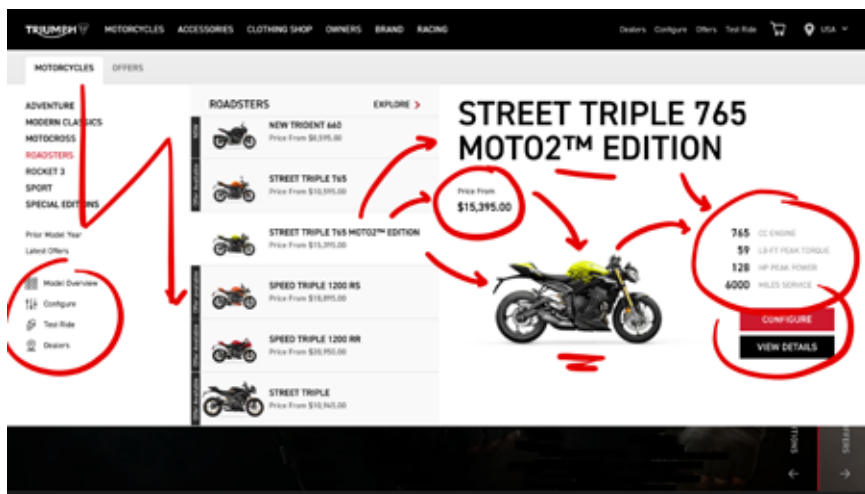 TRIUMPH MOTORCYCLES ACCESSORIES CLOTHING SHOP OWNERS BRAND RACING Dealers Configure Offers Test Ride USA
MOTORCYCLES OFFERS
ADVENTURE
MODERN CLASSICS
MOTOCROSS
ROADSTERS
ROCKET 3
SPORT
SPECIAL EDITIONS
Prior Model Year
Latest Offers
Model Overview
Configure
Test Ride
Dealers
ROADSTERS EXPLORE >
NEW TRIDENT 660
Price From $8,595.00
STREET TRIPLE 765
Price From $10,595.00
STREET TRIPLE 765 MOTO2™ EDITION
Price From $15,395.00
SPEED TRIPLE 1200 RS
Price From $18,895.00
SPEED TRIPLE 1200 RR
Price From $20,950.00
STREET TRIPLE
Price From $10,945.00
STREET TRIPLE 765
MOTO2™ EDITION
Price From
$15,395.00
765 CC ENGINE
59 LB-FT PEAK TORQUE
128 HP PEAK POWER
6000 MILES SERVICE
CONFIGURE
VIEW DETAILS